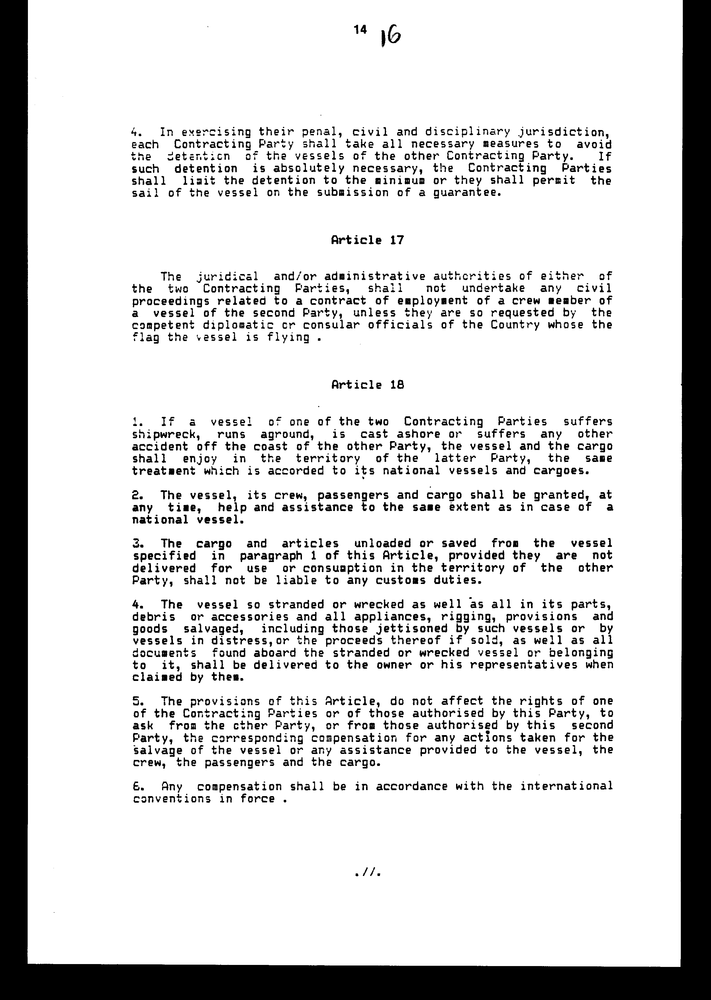 14 16
4. In exercising their penal, civil and disciplinary jurisdiction,
each Contracting Party shall take all necessary measures to avoid
the detention of the vessels of the other Contracting Party. If
such detention is absolutely necessary, the Contracting Parties
shall limit the detention to the minimum or they shall permit the
sail of the vessel on the submission of a guarantee.
Article 17
The juridical and/or administrative authorities of either of
the two Contracting Parties, shall not undertake any civil
proceedings related to a contract of employment of a crew member of
a vessel of the second Party, unless they are so requested by the
competent diplomatic or consular officials of the Country whose the
flag the vessel is flying .
Article 18
1. If a vessel of one of the two Contracting Parties suffers
shipwreck, runs aground, is cast ashore or suffers any other
accident off the coast of the other Party, the vessel and the cargo
shall enjoy in the territory of the latter Party, the same
treatment which is accorded to its national vessels and cargoes.
2. The vessel, its crew, passengers and cargo shall be granted, at
any time, help and assistance to the same extent as in case of a
national vessel.
3. The cargo and articles unloaded or saved from the vessel
specified in paragraph 1 of this Article, provided they are not
delivered for use or consumption in the territory of the other
Party, shall not be liable to any customs duties.
4. The vessel so stranded or wrecked as well as all in its parts,
debris or accessories and all appliances, rigging, provisions and
goods salvaged, including those jettisoned by such vessels or by
vessels in distress,or the proceeds thereof if sold, as well as all
documents found aboard the stranded or wrecked vessel or belonging
to it, shall be delivered to the owner or his representatives when
claimed by them.
5. The provisions of this Article, do not affect the rights of one
of the Contracting Parties or of those authorised by this Party, to
ask from the other Party, or from those authorised by this second
Party, the corresponding compensation for any actions taken for the
salvage of the vessel or any assistance provided to the vessel, the
crew, the passengers and the cargo.
6. Any compensation shall be in accordance with the international
conventions in force .
.//.